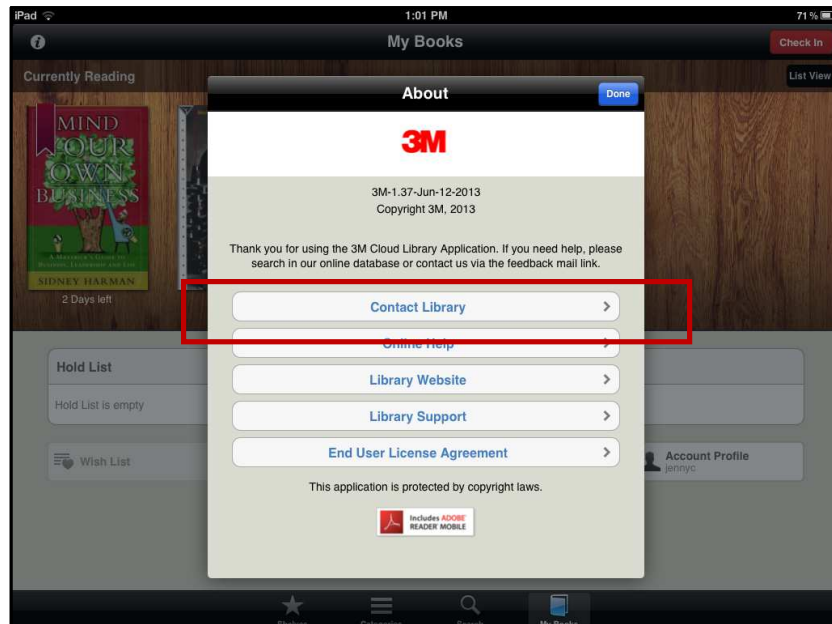 iPad 1:01 PM 71 %
My Books
Check In
Currently Reading
List View
About
Done
MIND
YOUR
OWN
BUSINESS
SIDNEY HARMAN
2 Days left
3M
3M-1.37-Jun-12-2013
Copyright 3M, 2013
Thank you for using the 3M Cloud Library Application. If you need help, please
search in our online database or contact us via the feedback mail link.
Contact Library
Online Help
Library Website
Library Support
End User License Agreement
This application is protected by copyright laws.
Includes ADOBE
READER MOBILE
Hold List
Hold List is empty
Wish List
Account Profile
jennyc
Shelves Categories Search My Books